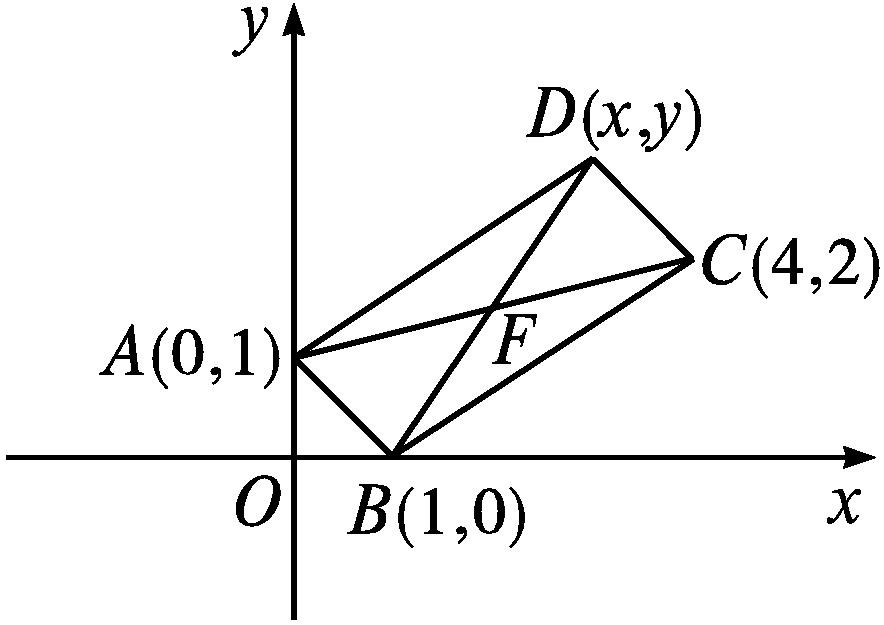 y
D(x,y)
C(4,2)
A(0,1)
F
O
B(1,0)
x